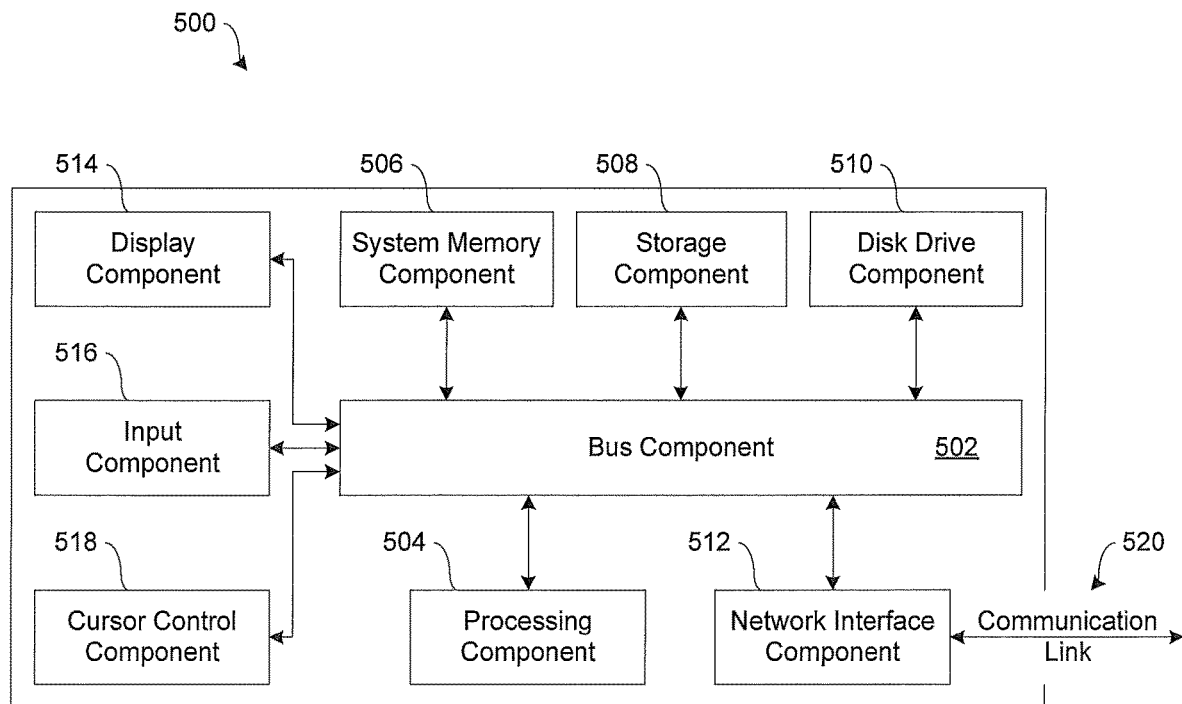 500
514
506
508
510
Display
Component
System Memory
Component
Storage
Component
Disk Drive
Component
516
Input
Component
Bus Component
502
518
504
512
520
Cursor Control
Component
Processing
Component
Network Interface
Component
Communication
Link